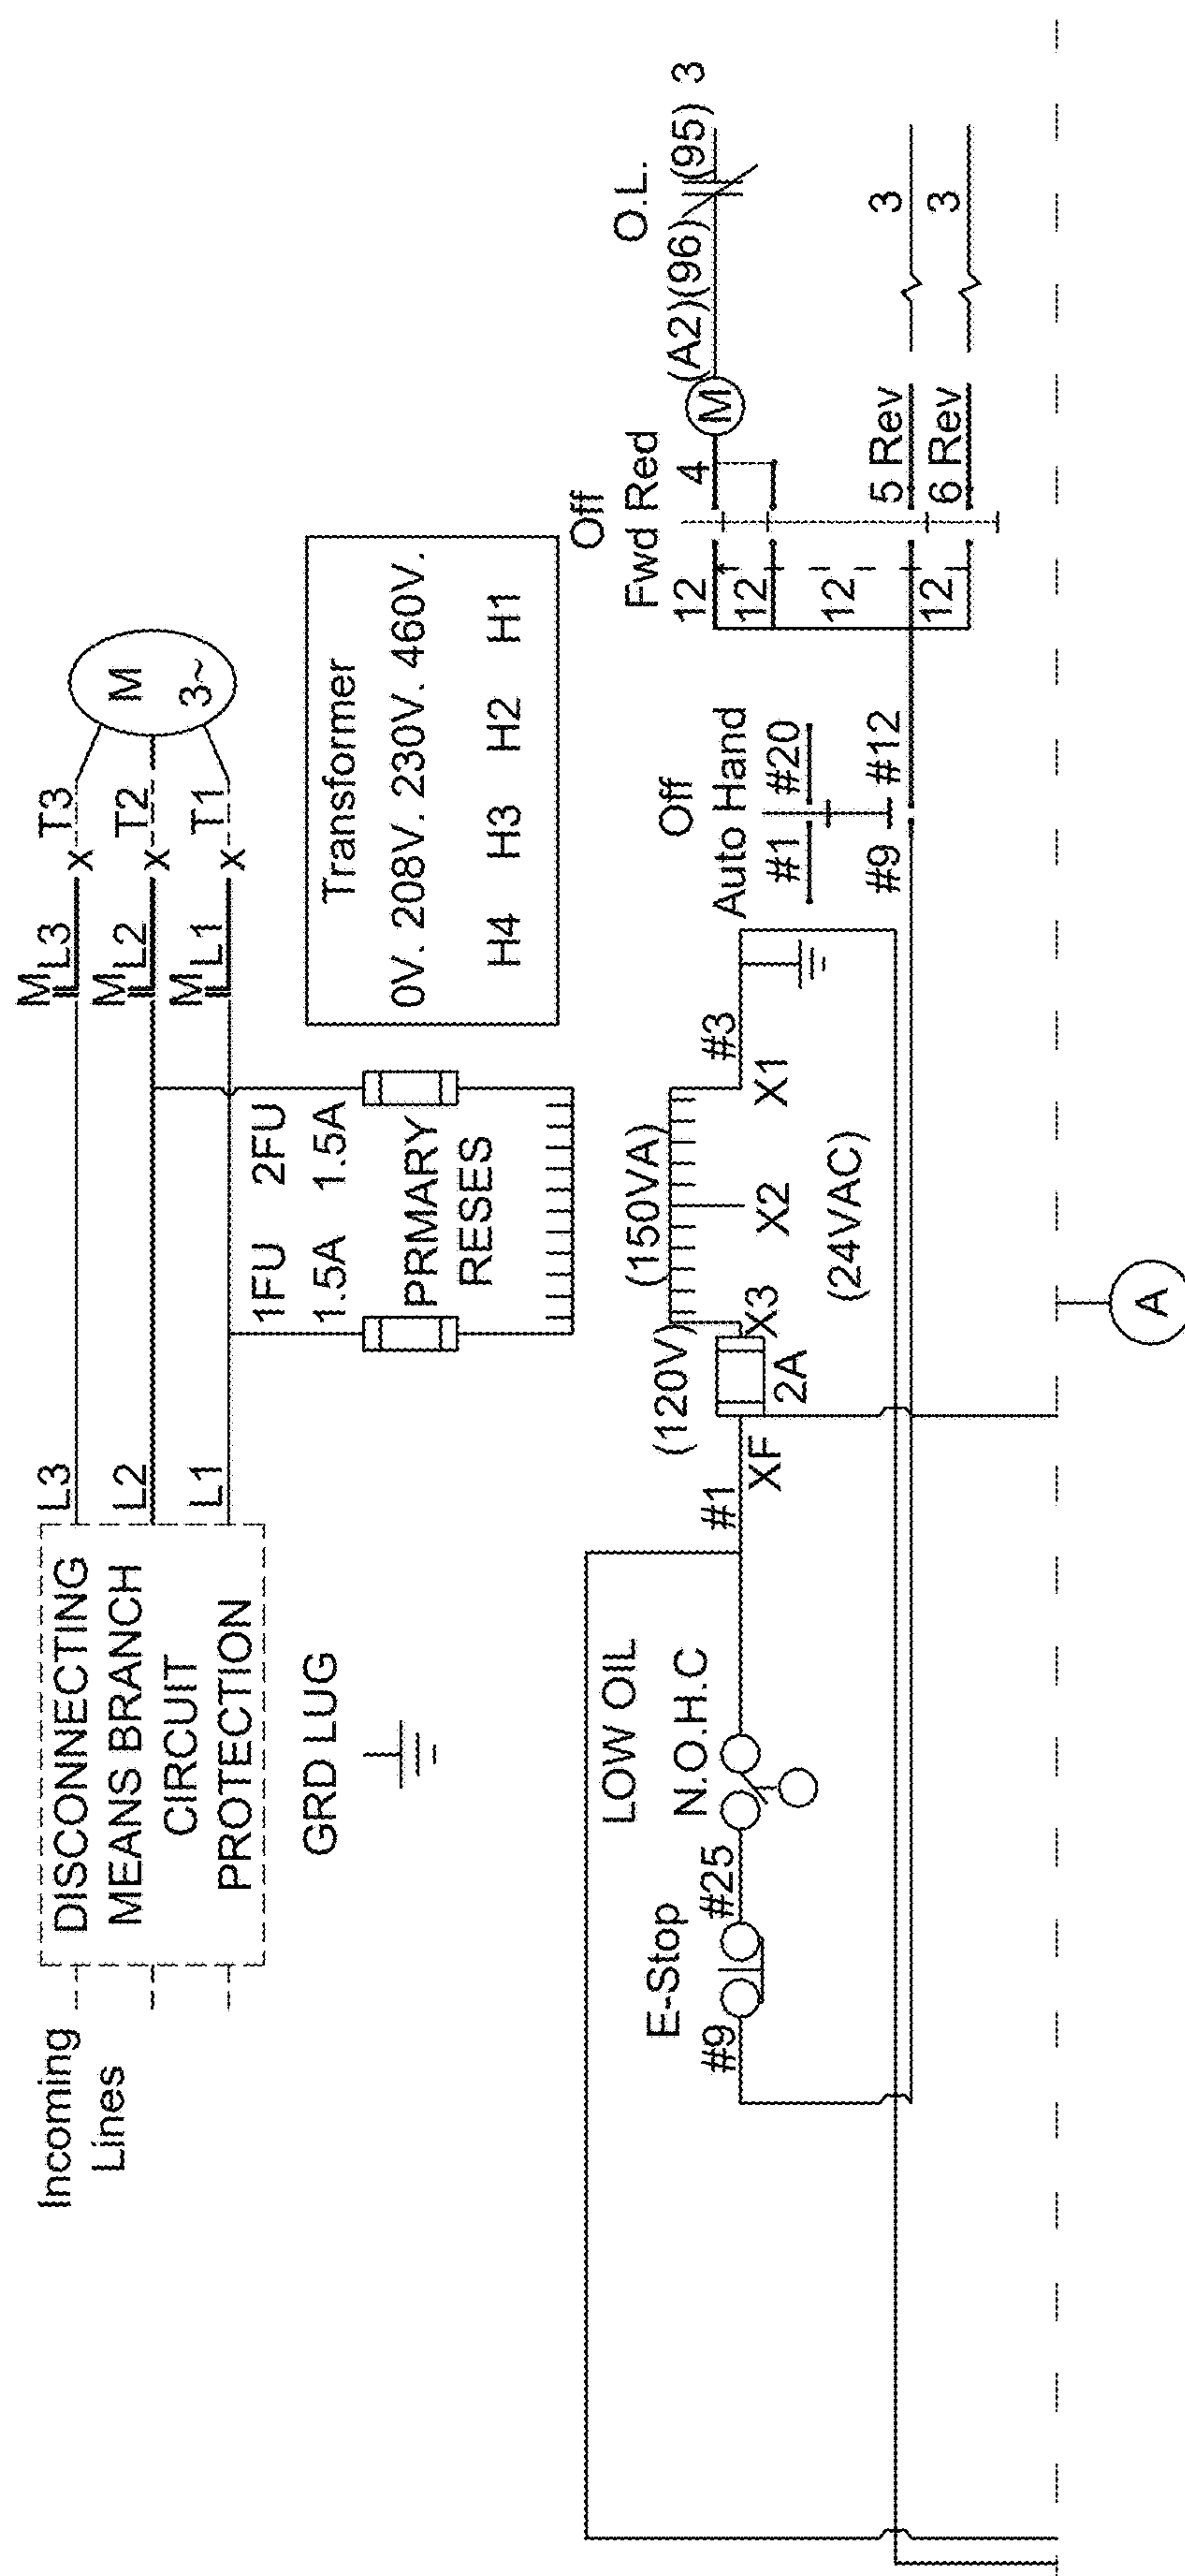 Incoming
Lines
DISCONNECTING
MEANS BRANCH
CIRCUIT
PROTECTION
L3
L2
L1
M
L3
T3
X
M
L2
T2
X
M
L1
T1
X
M
3~
GRD LUG
1FU 2FU
1.5A 1.5A
PRMARY
RESES
Transformer
0V. 208V. 230V. 460V.
H4 H3 H2 H1
LOW OIL
N.O.H.C
E-Stop
#9
#25
#1
XF
(120V)
2A
X3
(150VA)
X2
X1
#3
(24VAC)
Off
Auto Hand
#1 #20
#9 #12
Off
Fwd Red
12
12
12
12
4
M
(A2)(96)
O.L.
(95) 3
5 Rev
3
6 Rev
3
A